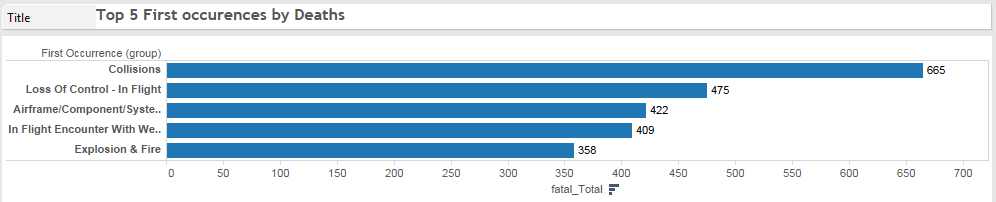 Title
Top 5 First occurences by Deaths
First Occurrence (group)
Collisions 665
Loss Of Control - In Flight 475
Airframe/Component/Syste.. 422
In Flight Encounter With We.. 409
Explosion & Fire 358
0 50 100 150 200 250 300 350 400 450 500 550 600 650 700
fatal_Total